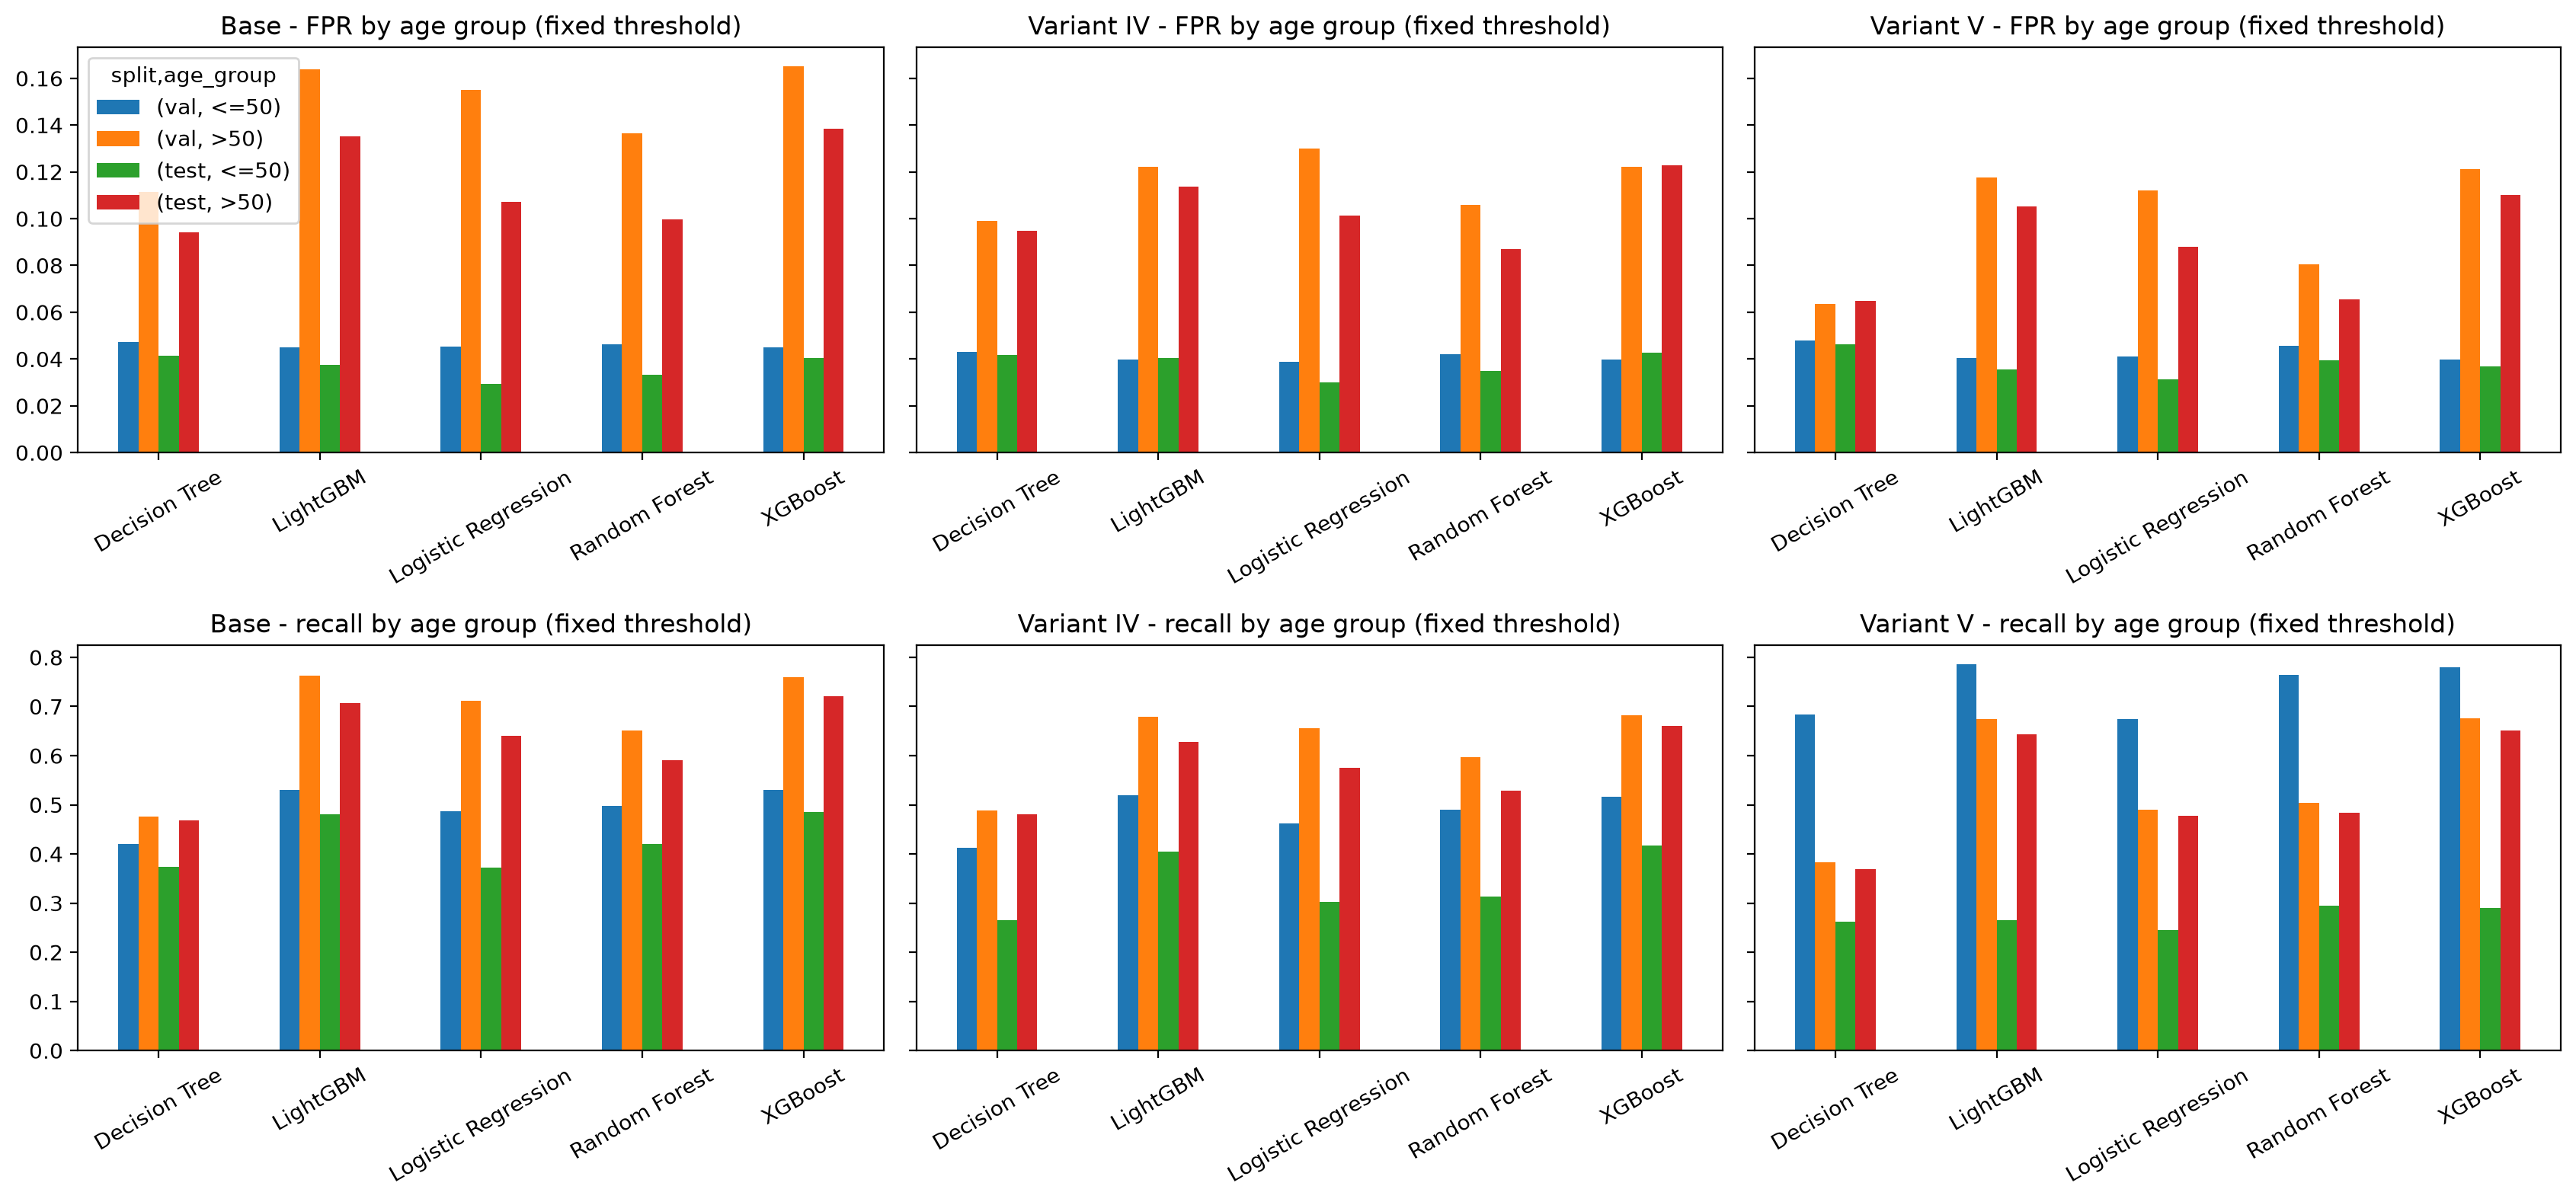 Base - FPR by age group (fixed threshold)
Variant IV - FPR by age group (fixed threshold)
Variant V - FPR by age group (fixed threshold)
split,age_group
(val, <=50)
(val, >50)
(test, <=50)
(test, >50)
0.16
0.14
0.12
0.10
0.08
0.06
0.04
0.02
0.00
Decision Tree
LightGBM
Logistic Regression
Random Forest
XGBoost
Decision Tree
LightGBM
Logistic Regression
Random Forest
XGBoost
Decision Tree
LightGBM
Logistic Regression
Random Forest
XGBoost
Base - recall by age group (fixed threshold)
Variant IV - recall by age group (fixed threshold)
Variant V - recall by age group (fixed threshold)
0.8
0.7
0.6
0.5
0.4
0.3
0.2
0.1
0.0
Decision Tree
LightGBM
Logistic Regression
Random Forest
XGBoost
Decision Tree
LightGBM
Logistic Regression
Random Forest
XGBoost
Decision Tree
LightGBM
Logistic Regression
Random Forest
XGBoost